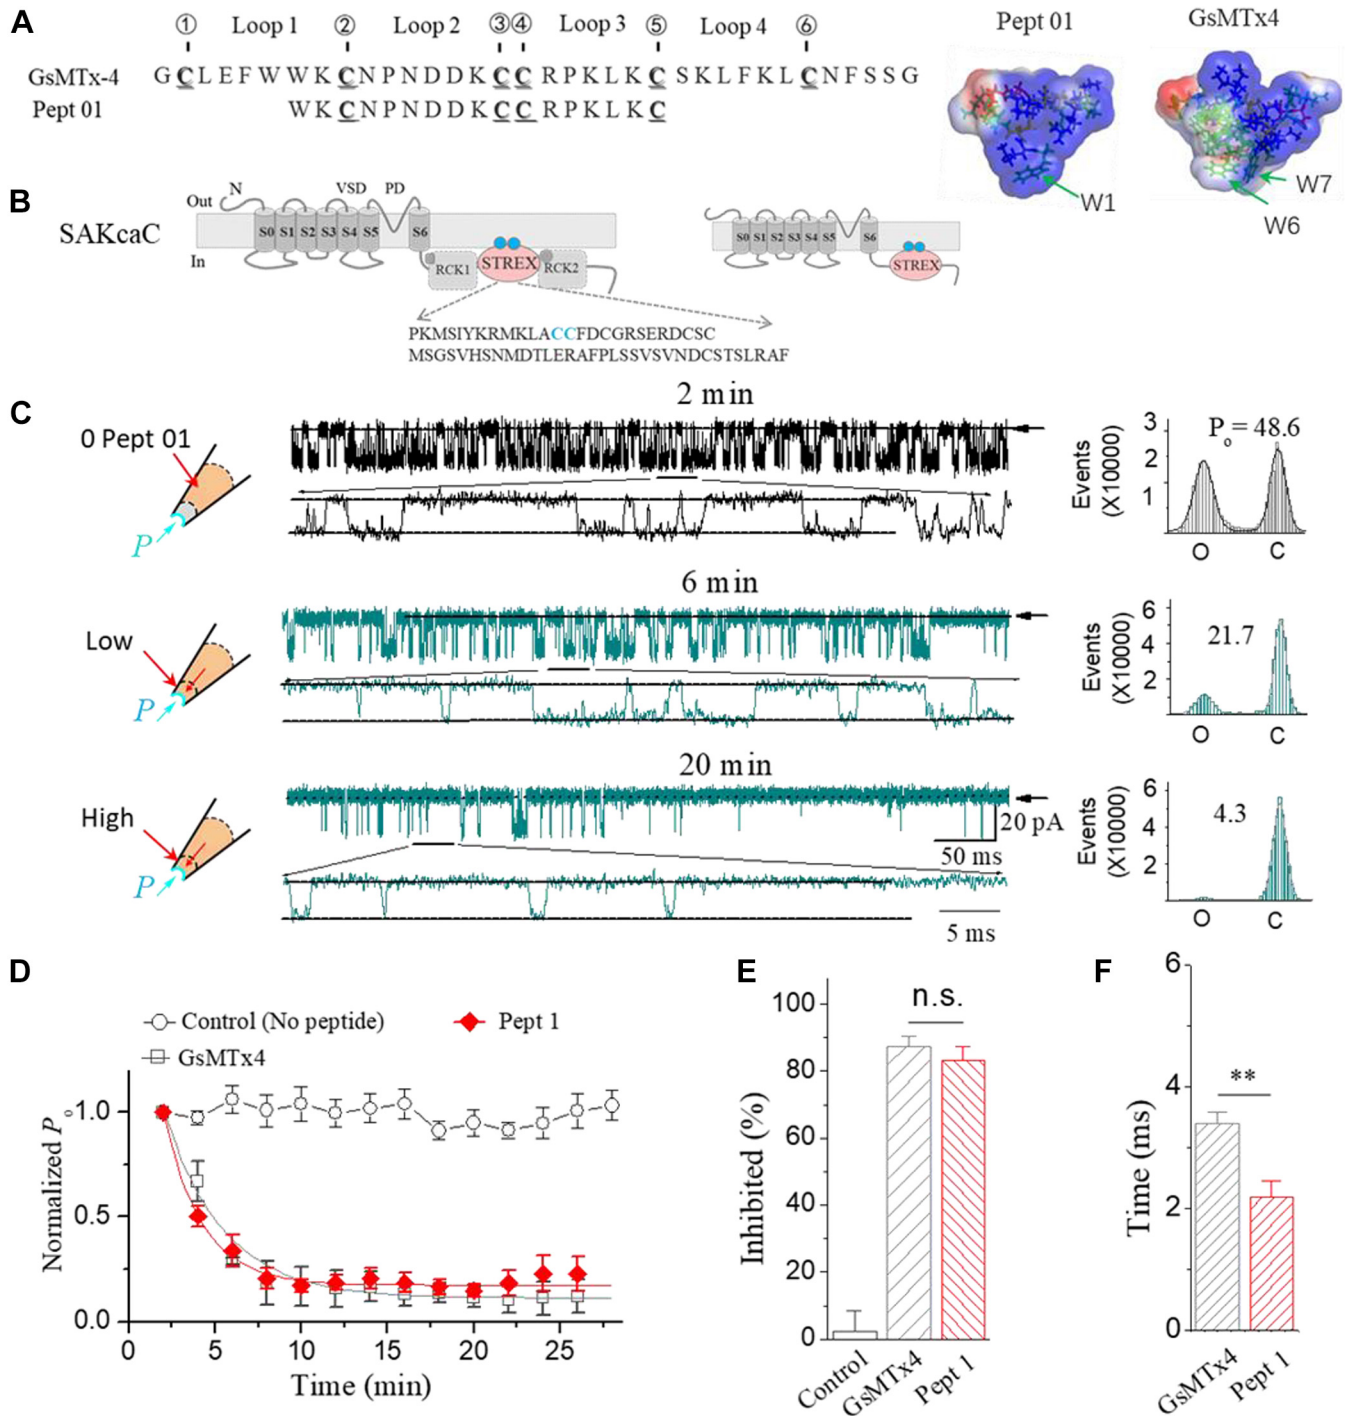 A
① Loop 1 ② Loop 2 ③④ Loop 3 ⑤ Loop 4 ⑥
GsMTx-4 GCLEFWWKCNPNDDKCCRPKLKCSKLFKLCNFSSG
Pept 01 WKCNPNDDKCCRPKLKC
Pept 01 GsMTx4
W1
W7
W6
B
SAKcaC
Out N VSD PD
S0 S1 S2 S3 S4 S5 S6
In
RCK1 STREX RCK2
S0 S1 S2 S3 S4 S5 S6
STREX
PKMSIYKRMKLACCFDCGRSERDCSC
MSGSVHSNMDTLERAFPLSSVSVNDCSTSLRAF
C
2 min
0 Pept 01
P
Events
(X10000)
3
2
1
Po= 48.6
O C
6 min
Low
P
Events
(X10000)
6
4
2
21.7
O C
20 min
High
P
20 pA
50 ms
5 ms
Events
(X10000)
6
4
2
4.3
O C
D
Control (No peptide) Pept 1
GsMTx4
Normalized Po
1.0
0.5
0.0
0 5 10 15 20 25
Time (min)
E
Inhibited (%)
100
80
60
40
20
0
n.s.
Control GsMTx4 Pept 1
F
Time (ms)
6
4
2
0
**
GsMTx4 Pept 1